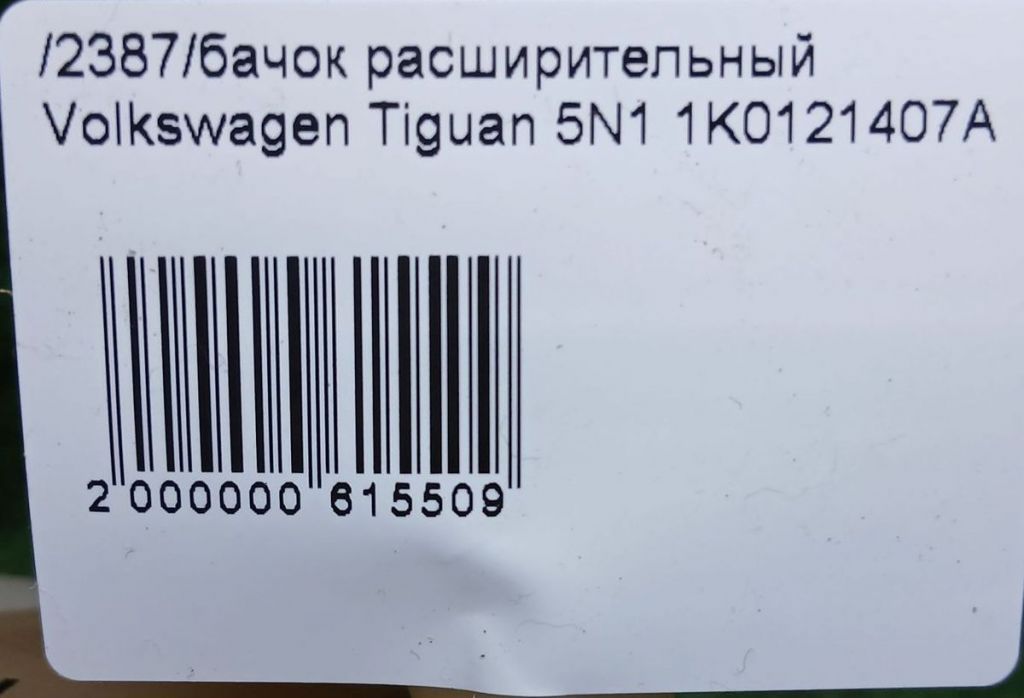 /2387/бачок расширительный
Volkswagen Tiguan 5N1 1K0121407A
2 000000 615509